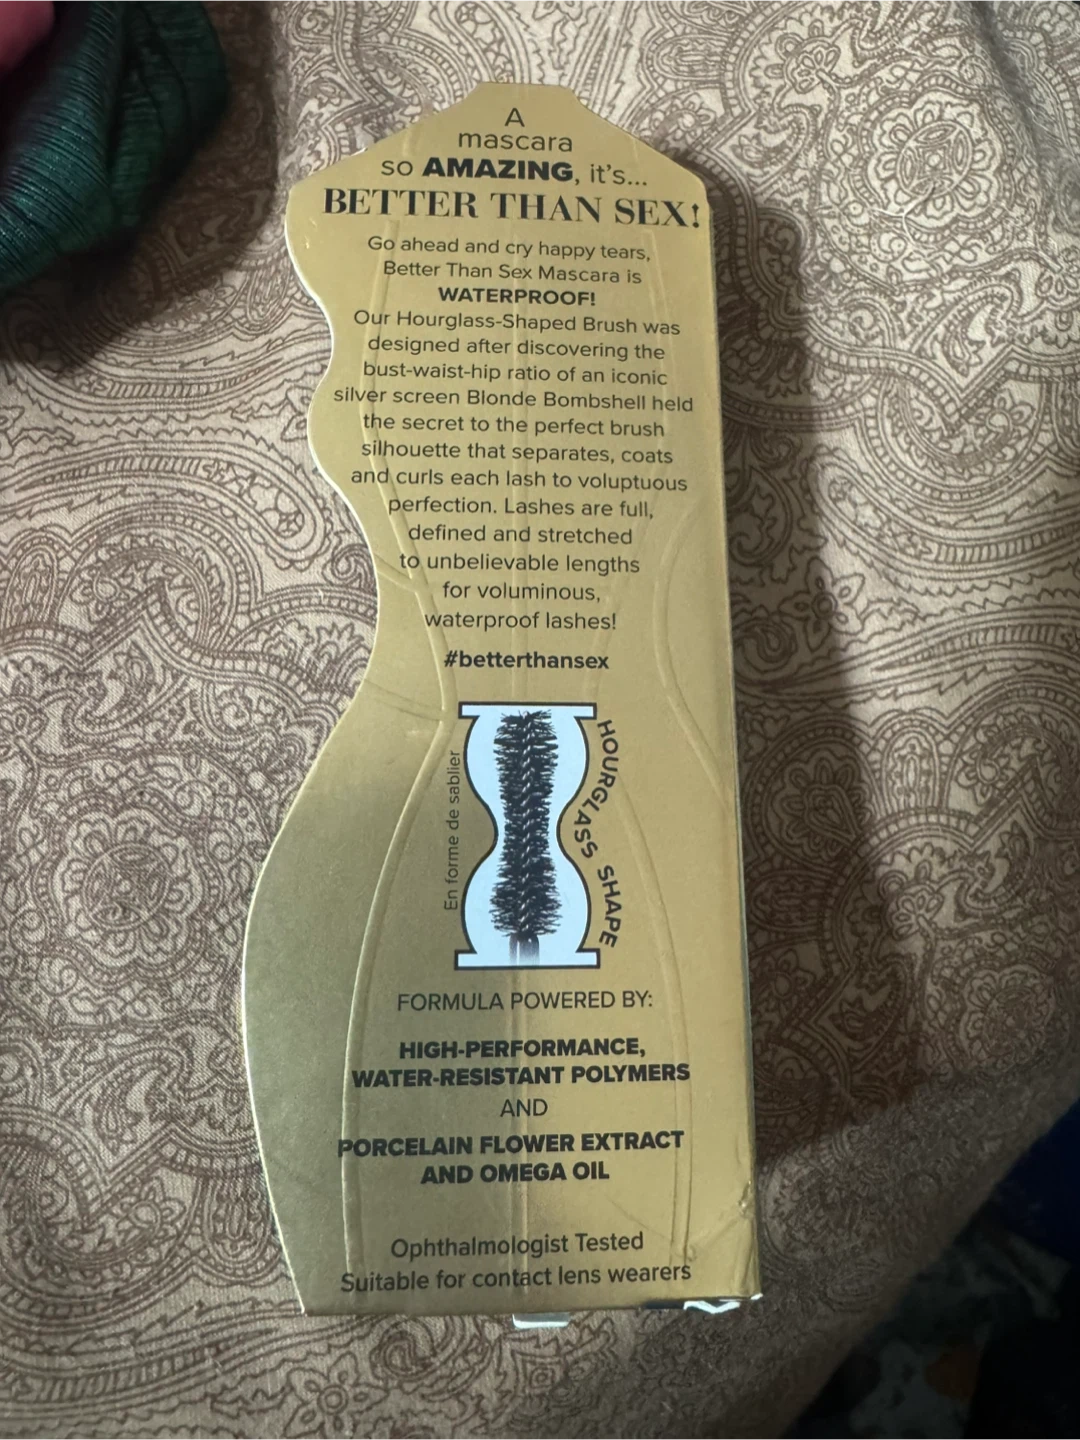 A
mascara
so AMAZING, it's...
BETTER THAN SEX!
Go ahead and cry happy tears,
Better Than Sex Mascara is
WATERPROOF!
Our Hourglass-Shaped Brush was
designed after discovering the
bust-waist-hip ratio of an iconic
silver screen Blonde Bombshell held
the secret to the perfect brush
silhouette that separates, coats
and curls each lash to voluptuous
perfection. Lashes are full,
defined and stretched
to unbelievable lengths
for voluminous,
waterproof lashes!
#betterthansex
En forme de sablier
HOURGLASS SHAPE
FORMULA POWERED BY:
HIGH-PERFORMANCE,
WATER-RESISTANT POLYMERS
AND
PORCELAIN FLOWER EXTRACT
AND OMEGA OIL
Ophthalmologist Tested
Suitable for contact lens wearers